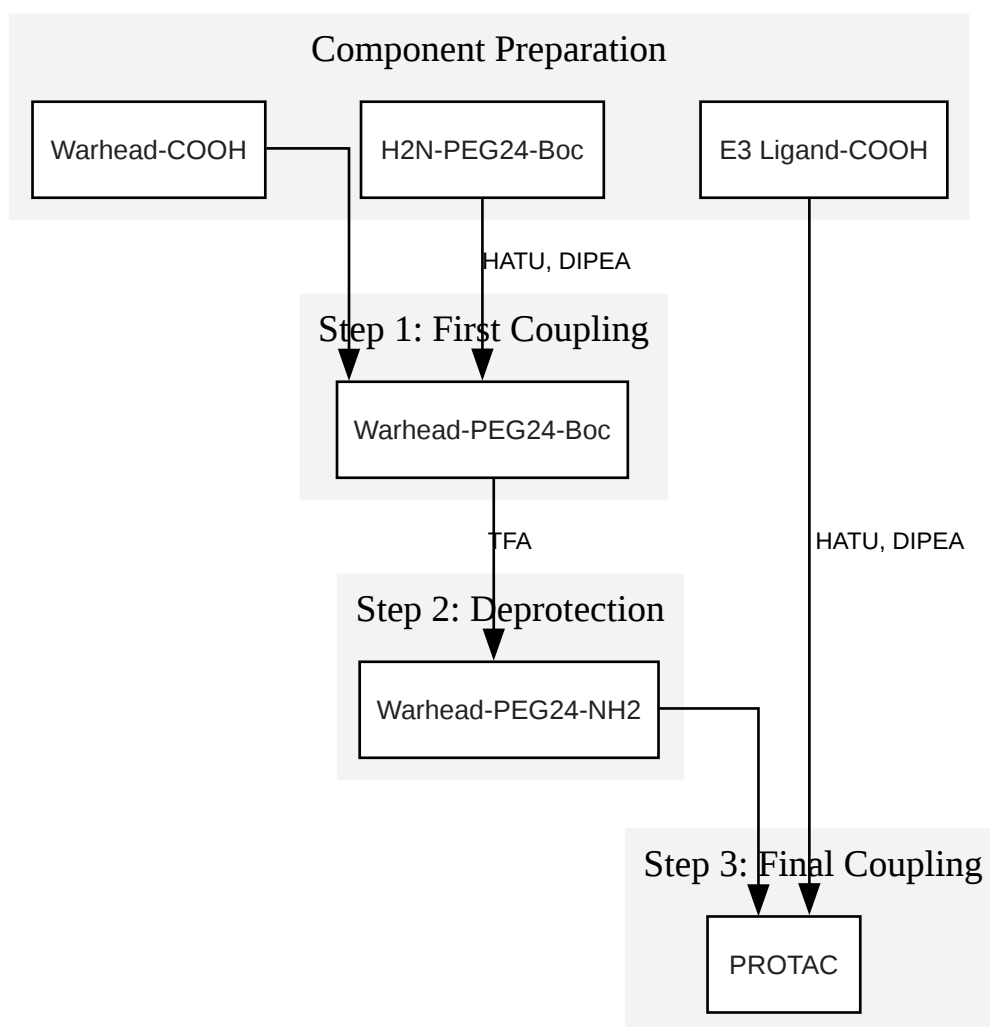 Component Preparation
Warhead-COOH
H2N-PEG24-Boc
E3 Ligand-COOH
HATU, DIPEA
Step 1: First Coupling
Warhead-PEG24-Boc
TFA
HATU, DIPEA
Step 2: Deprotection
Warhead-PEG24-NH2
Step 3: Final Coupling
PROTAC